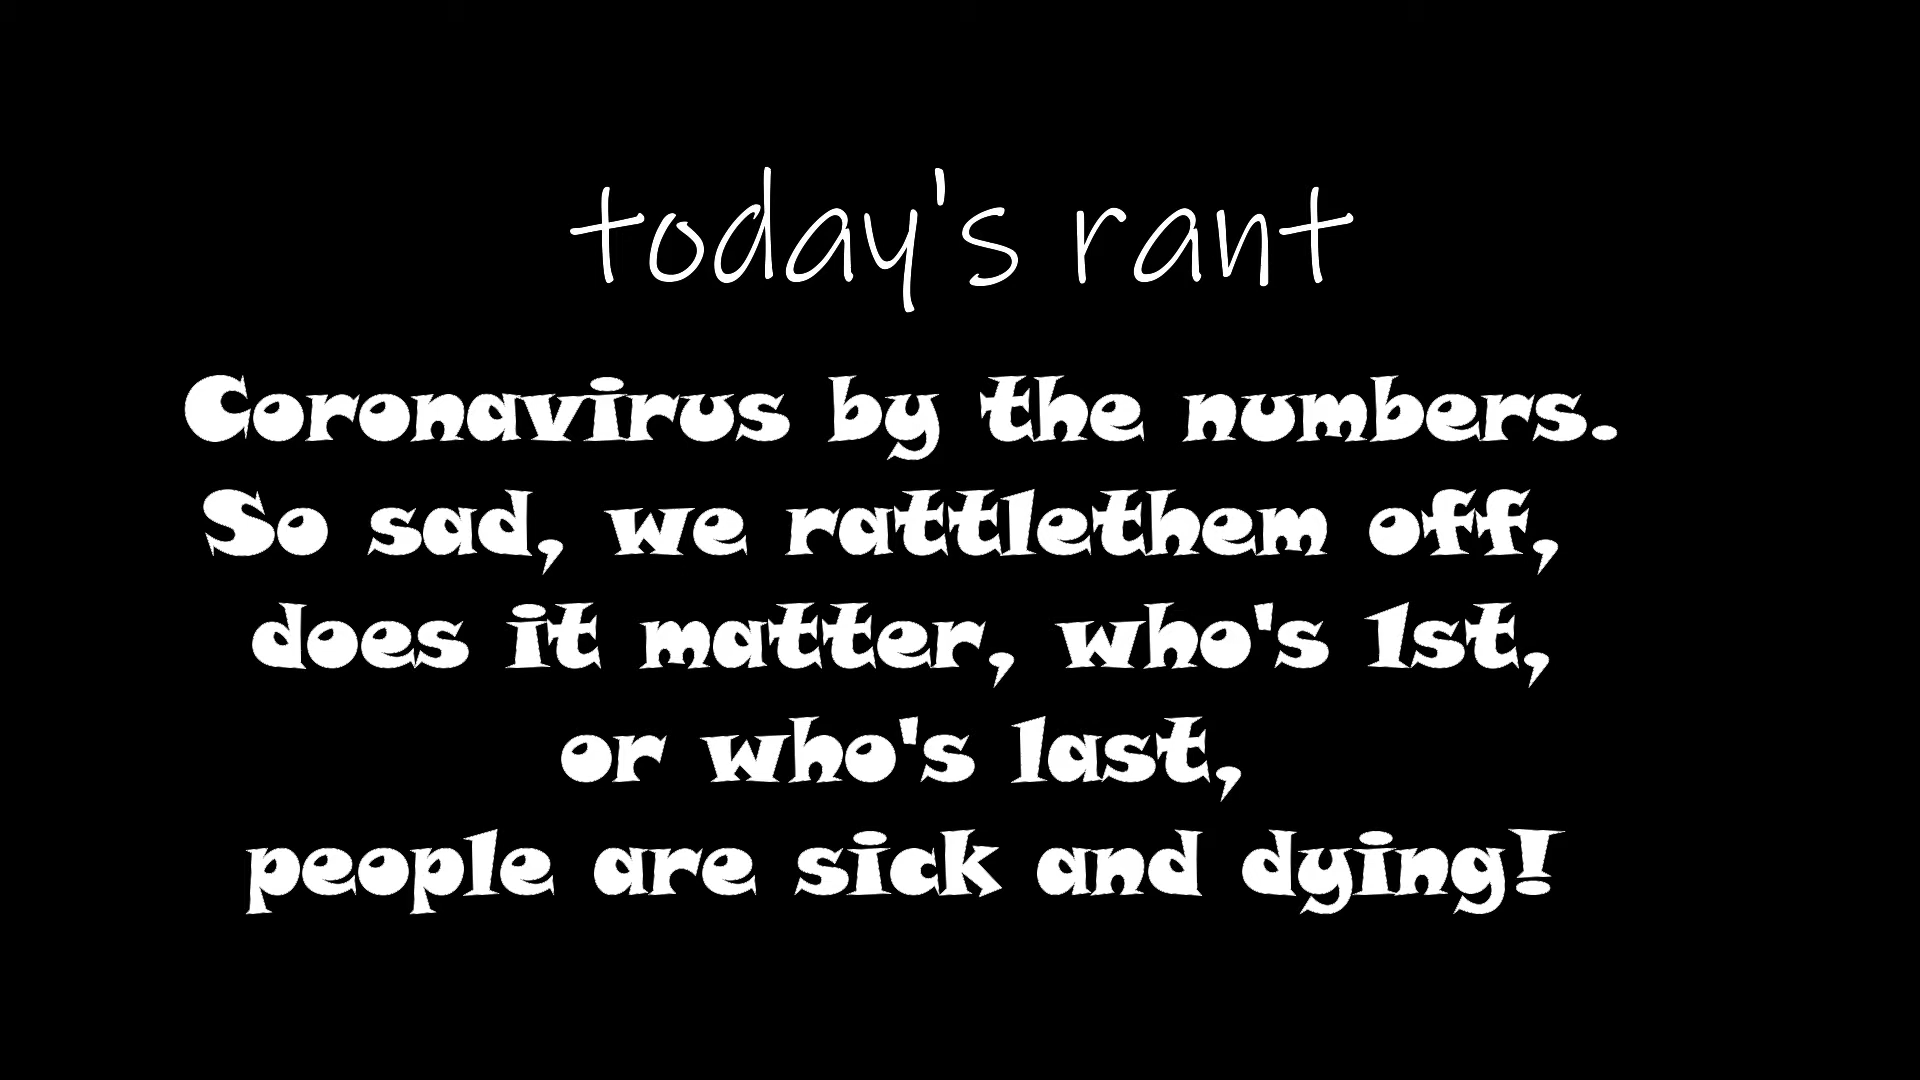 today's rant
Coronavirus by the numbers.
So sad, we rattlethem off,
does it matter, who's 1st,
or who's last,
people are sick and dying!